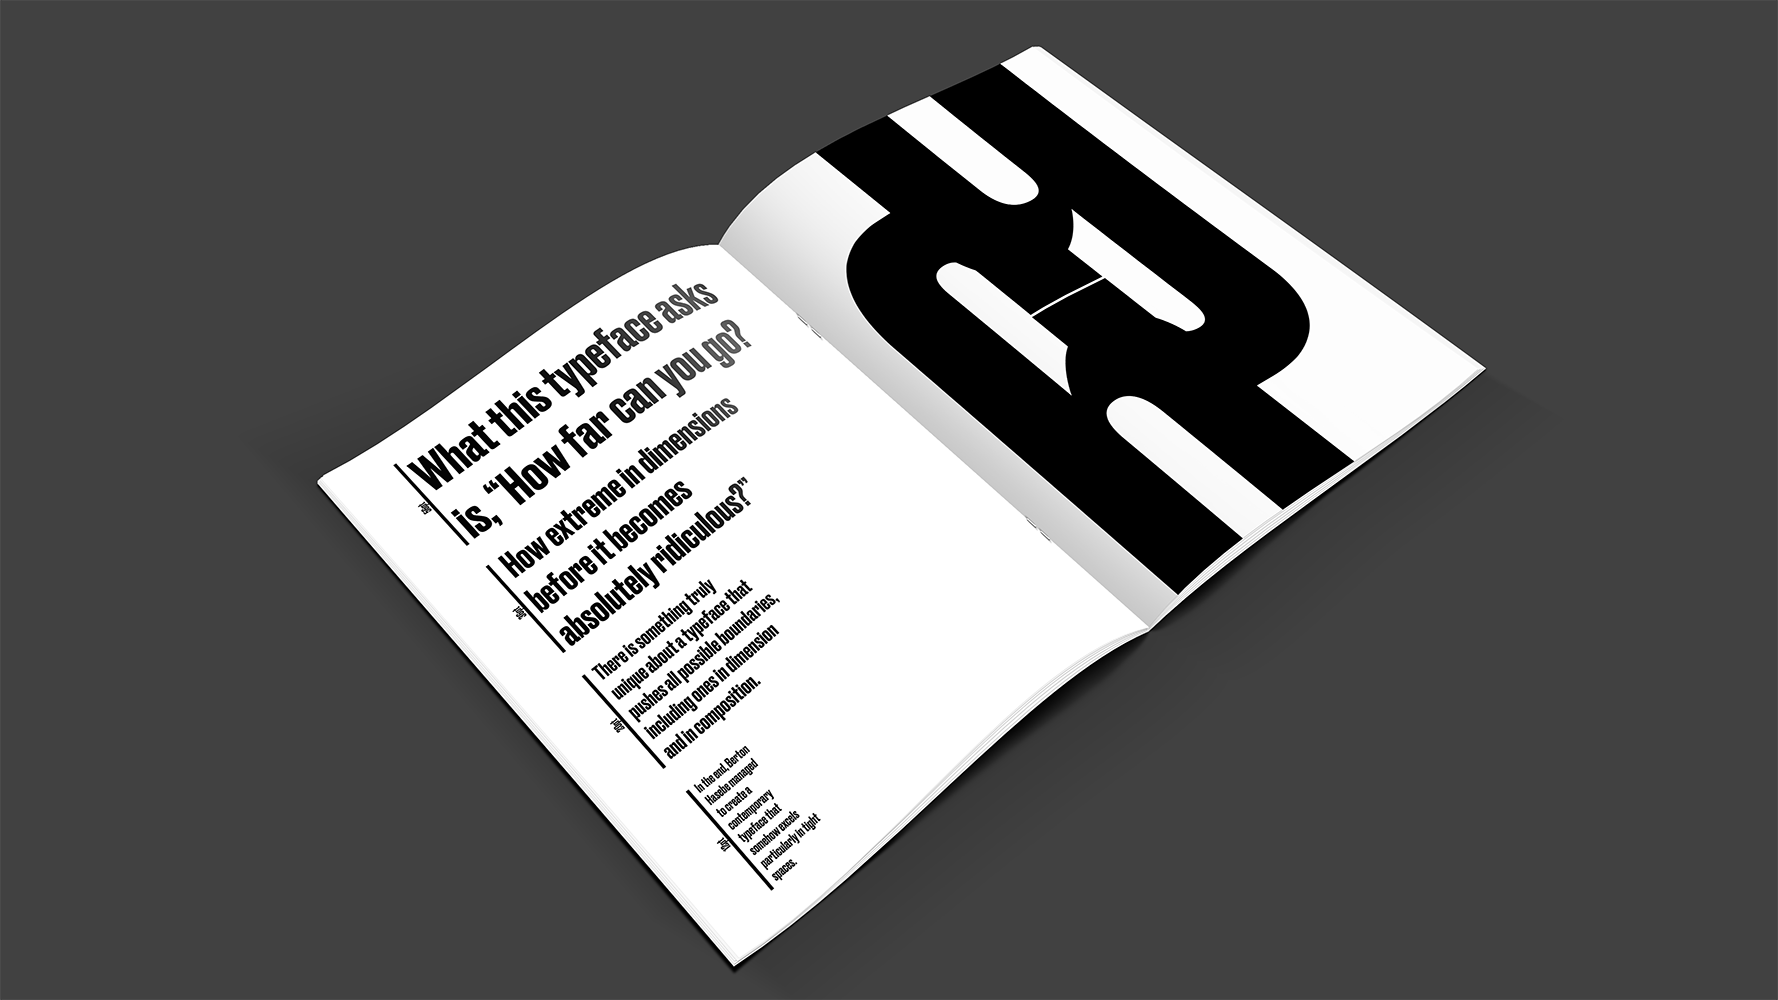 What this typeface asks
is, “How far can you go?
How extreme in dimensions
before it becomes
absolutely ridiculous?”
There is something truly
unique about a typeface that
pushes all possible boundaries,
including ones in dimension
and in composition.
In the end, Berton
Hasebe managed
to create a
contemporary
typeface that
somehow excels
particularly in tight
spaces.